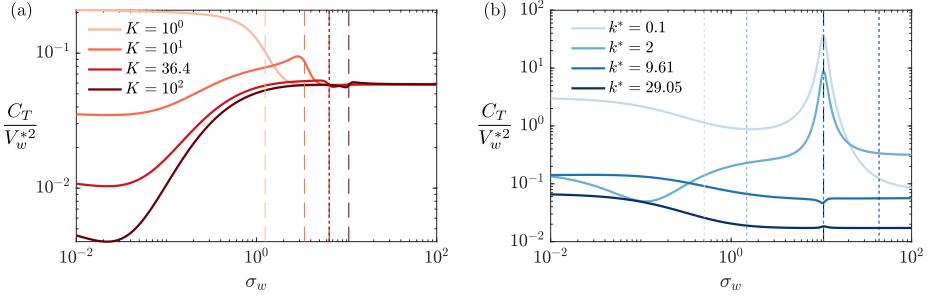 (a)
10^{-1}
10^{-2}
C_T
V_w^{*2}
K = 10^0
K = 10^1
K = 36.4
K = 10^2
10^{-2}
10^0
10^2
σ_w
(b)
10^2
10^1
10^0
10^{-1}
10^{-2}
C_T
V_w^{*2}
k* = 0.1
k* = 2
k* = 9.61
k* = 29.05
10^{-2}
10^0
10^2
σ_w